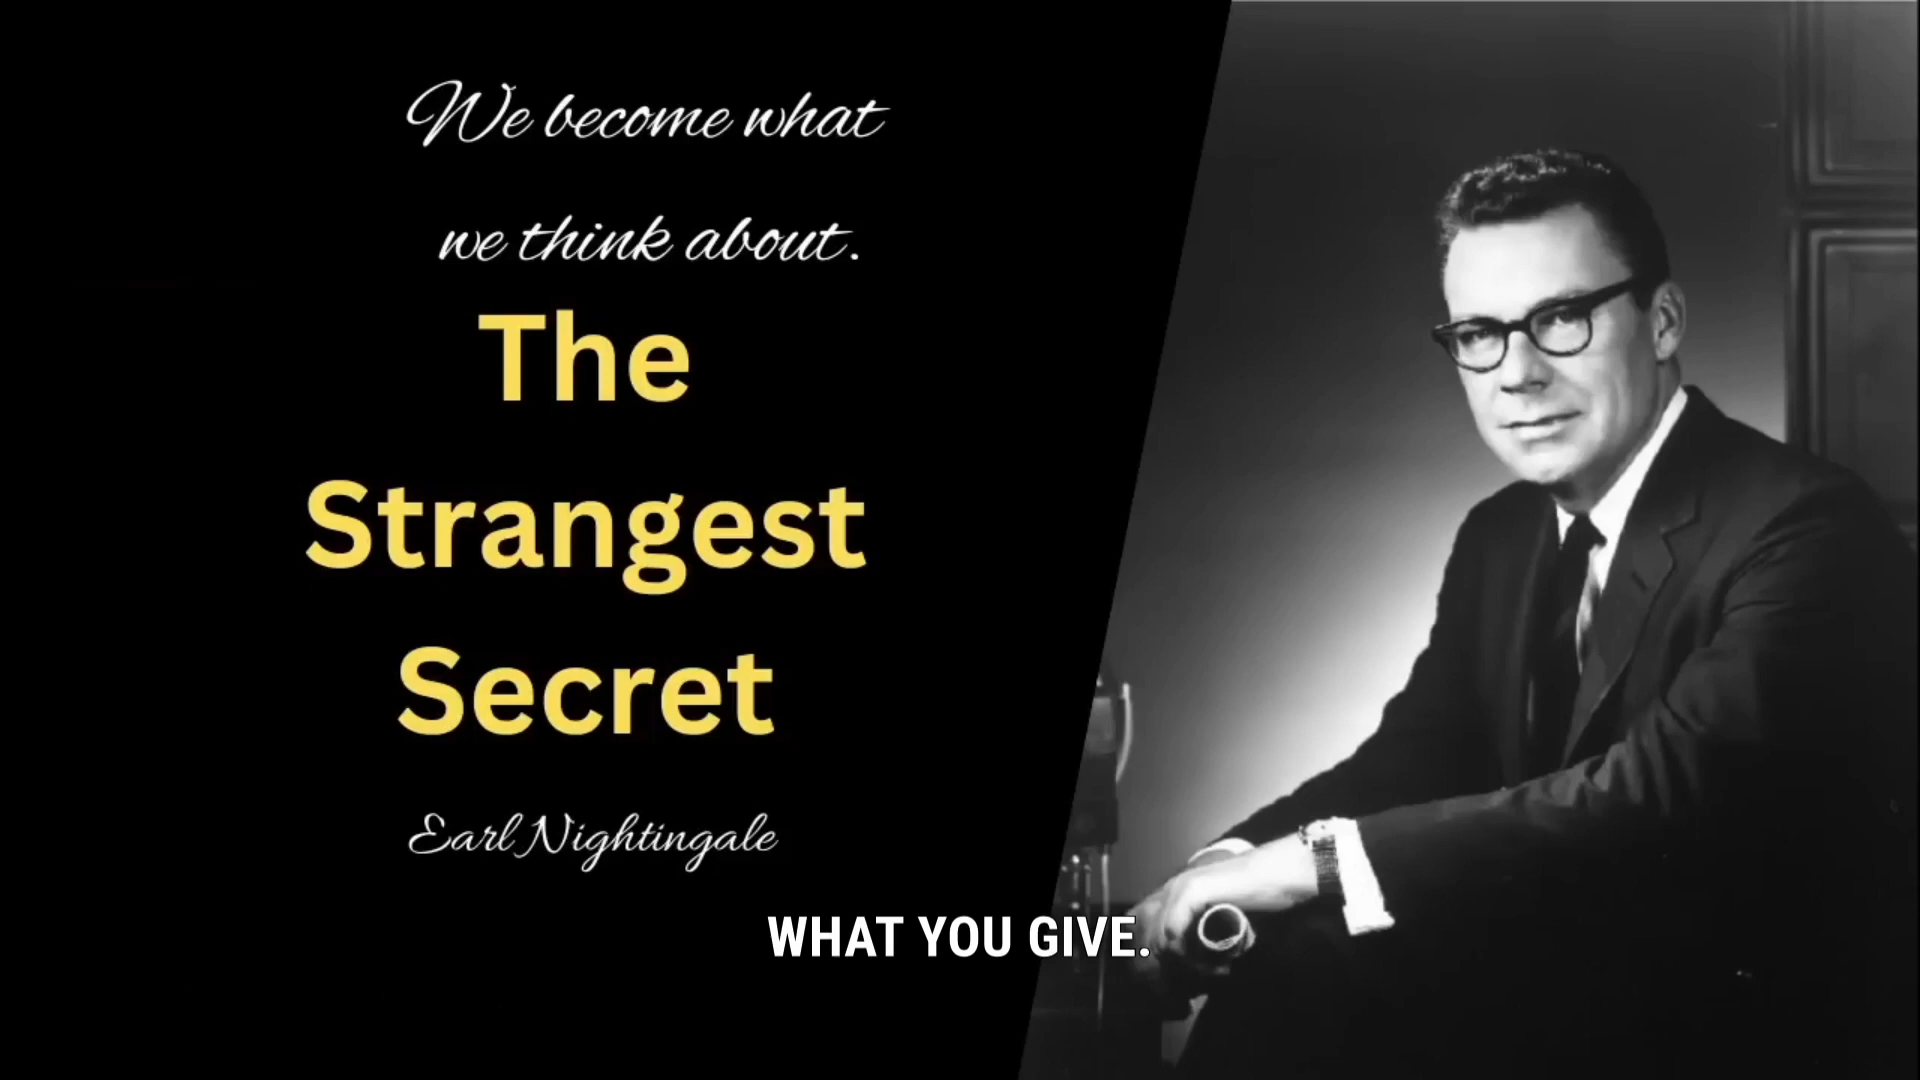 We become what
we think about.
The
Strangest
Secret
Earl Nightingale
WHAT YOU GIVE.